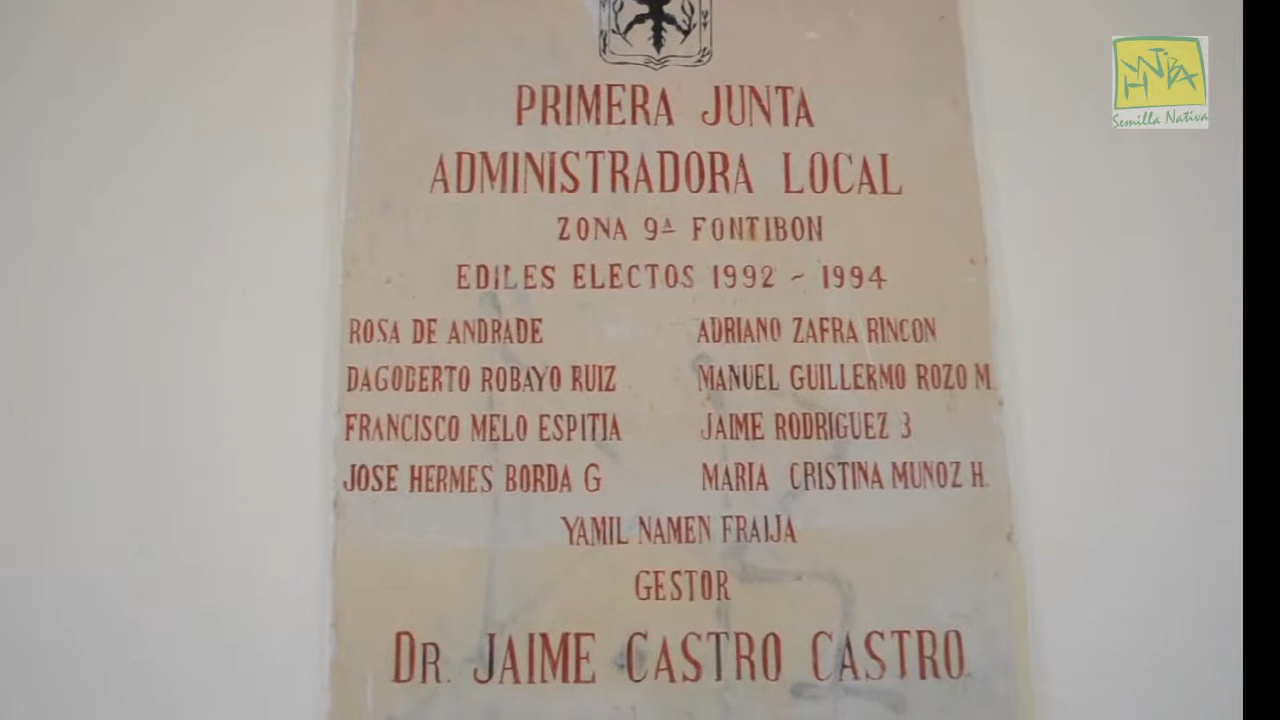 PRIMERA JUNTA
ADMINISTRADORA LOCAL
ZONA 9ª FONTIBON
EDILES ELECTOS 1992 - 1994
ROSA DE ANDRADE
ADRIANO ZAFRA RINCON
DAGOBERTO ROBAYO RUIZ
MANUEL GUILLERMO ROZO M.
FRANCISCO MELO ESPITIA
JAIME RODRIGUEZ B
JOSE HERMES BORDA G
MARIA CRISTINA MUÑOZ H.
YAMIL NAMEN FRAIJA
GESTOR
DR. JAIME CASTRO CASTRO.
Semilla Nativa